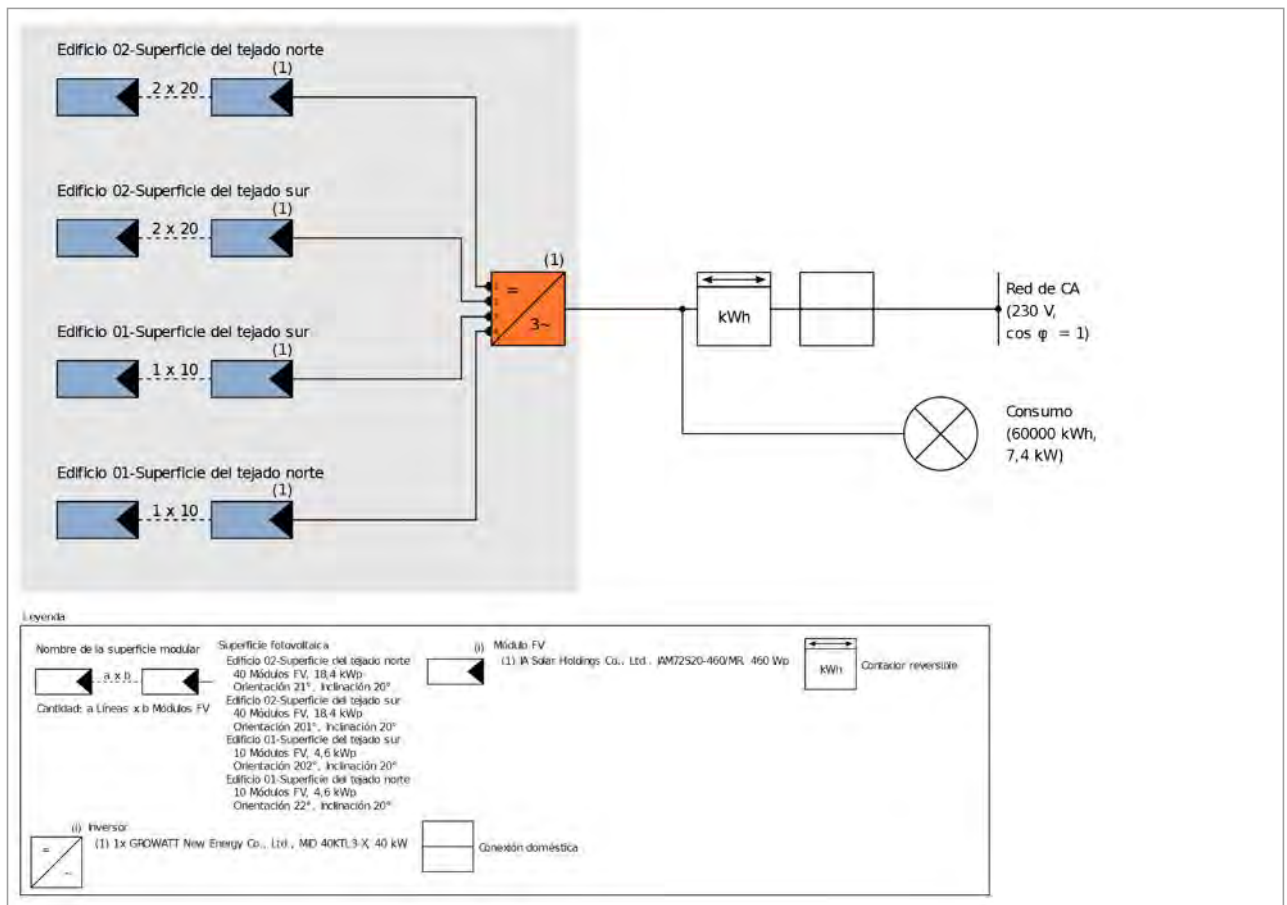 Edificio 02-Superficie del tejado norte
(1)
2 x 20
Edificio 02-Superficie del tejado sur
(1)
2 x 20
Edificio 01-Superficie del tejado sur
(1)
1 x 10
Edificio 01-Superficie del tejado norte
(1)
1 x 10
(1)
=
3~
kWh
Red de CA
(230 V,
cos φ = 1)
Consumo
(60000 kWh,
7,4 kW)
Leyenda
Nombre de la superficie modular
a x b
Cantidad: a Líneas x b Módulos FV
Superficie fotovoltaica
Edificio 02-Superficie del tejado norte
40 Módulos FV, 18,4 kWp
Orientación 21°, Inclinación 20°
Edificio 02-Superficie del tejado sur
40 Módulos FV, 18,4 kWp
Orientación 201°, Inclinación 20°
Edificio 01-Superficie del tejado sur
10 Módulos FV, 4,6 kWp
Orientación 202°, Inclinación 20°
Edificio 01-Superficie del tejado norte
10 Módulos FV, 4,6 kWp
Orientación 22°, Inclinación 20°
(i) Módulo FV
(1) JA Solar Holdings Co., Ltd., JAM72S20-460/MR, 460 Wp
kWh
Contador reversible
(i) Inversor
(1) 1x GROWATT New Energy Co., Ltd., MID 40KTL3-X, 40 kW
=
~
Conexión doméstica